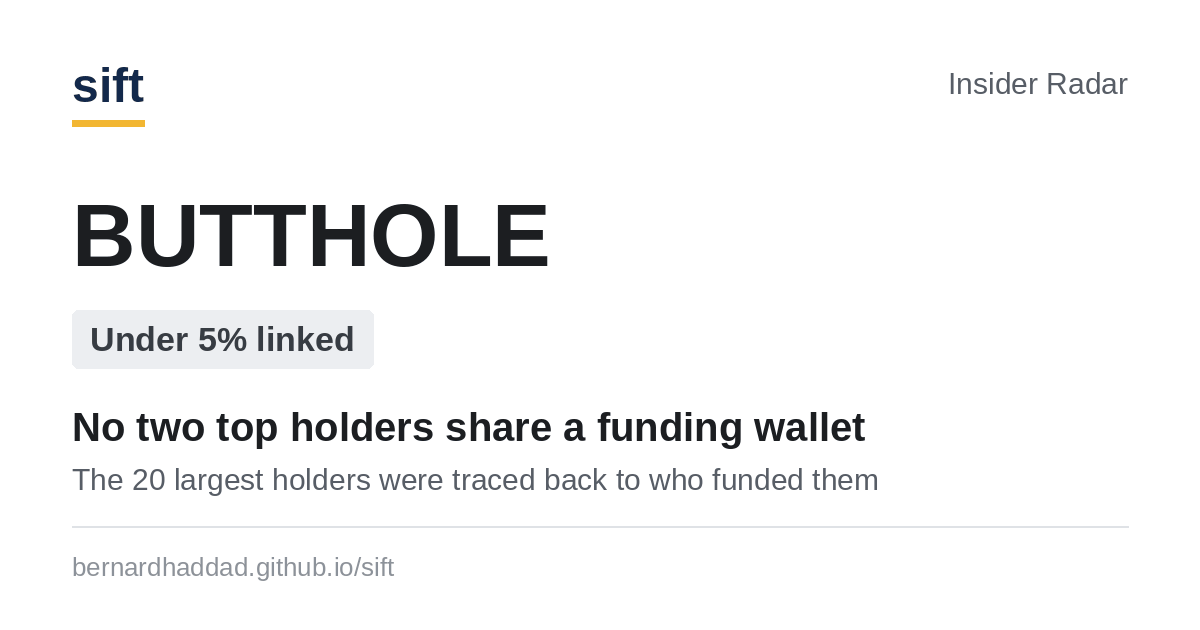 sift
Insider Radar
BUTTHOLE
Under 5% linked
No two top holders share a funding wallet
The 20 largest holders were traced back to who funded them
bernardhaddad.github.io/sift